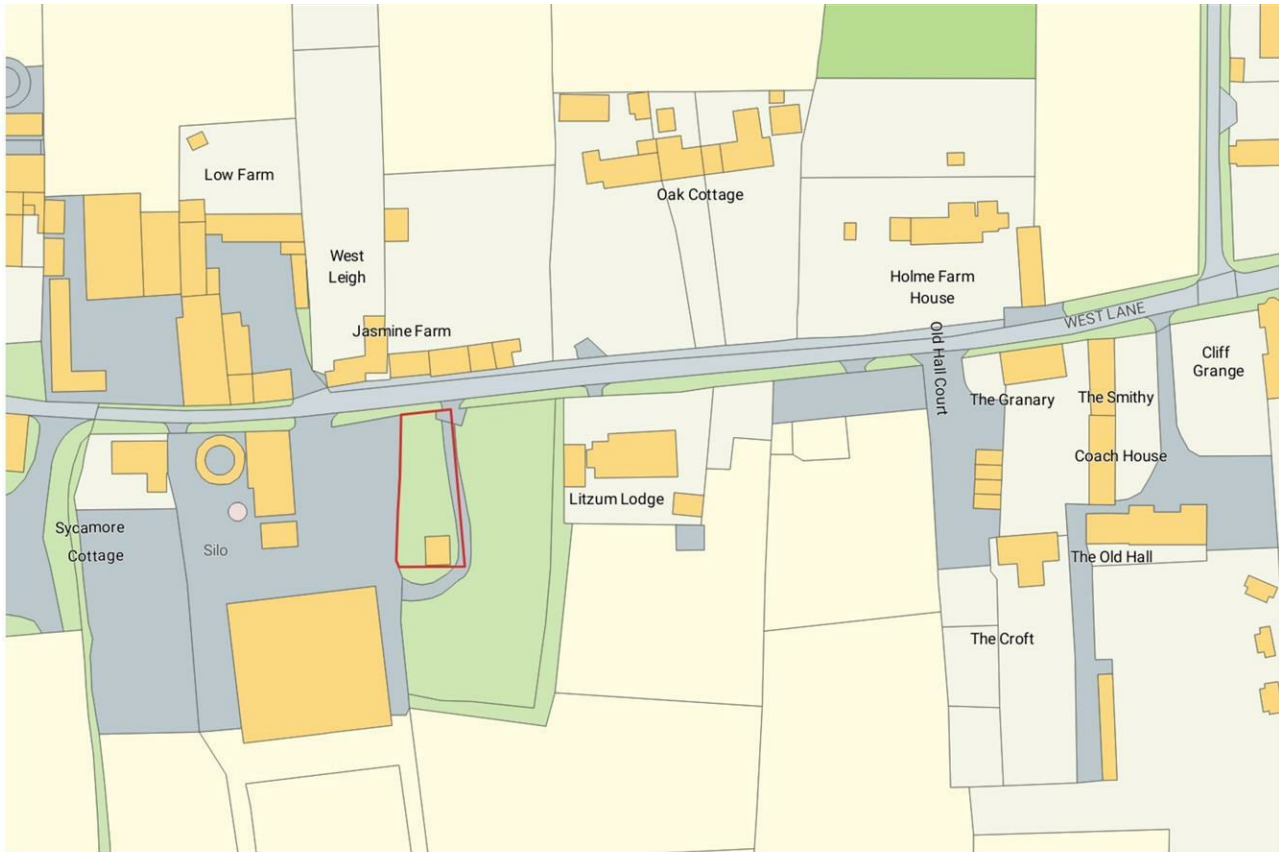 Low Farm
Oak Cottage
West
Leigh
Holme Farm
House
Jasmine Farm
WEST LANE
Old Hall Court
Cliff
Grange
The Granary
The Smithy
Coach House
Litzum Lodge
Sycamore
Cottage
Silo
The Old Hall
The Croft